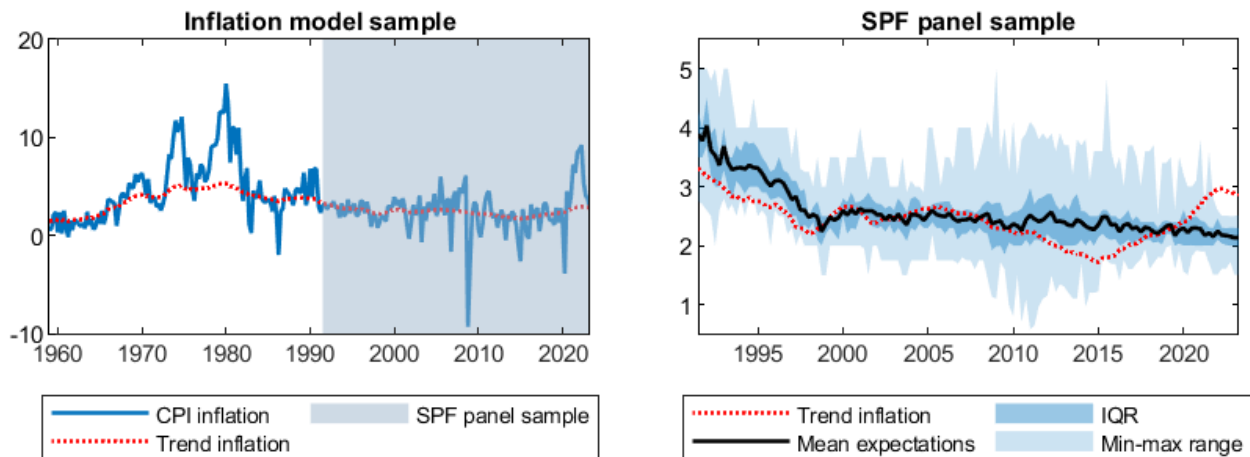 Inflation model sample
20
10
0
-10
1960 1970 1980 1990 2000 2010 2020
CPI inflation
SPF panel sample
Trend inflation
SPF panel sample
5
4
3
2
1
1995 2000 2005 2010 2015 2020
Trend inflation
IQR
Mean expectations
Min-max range